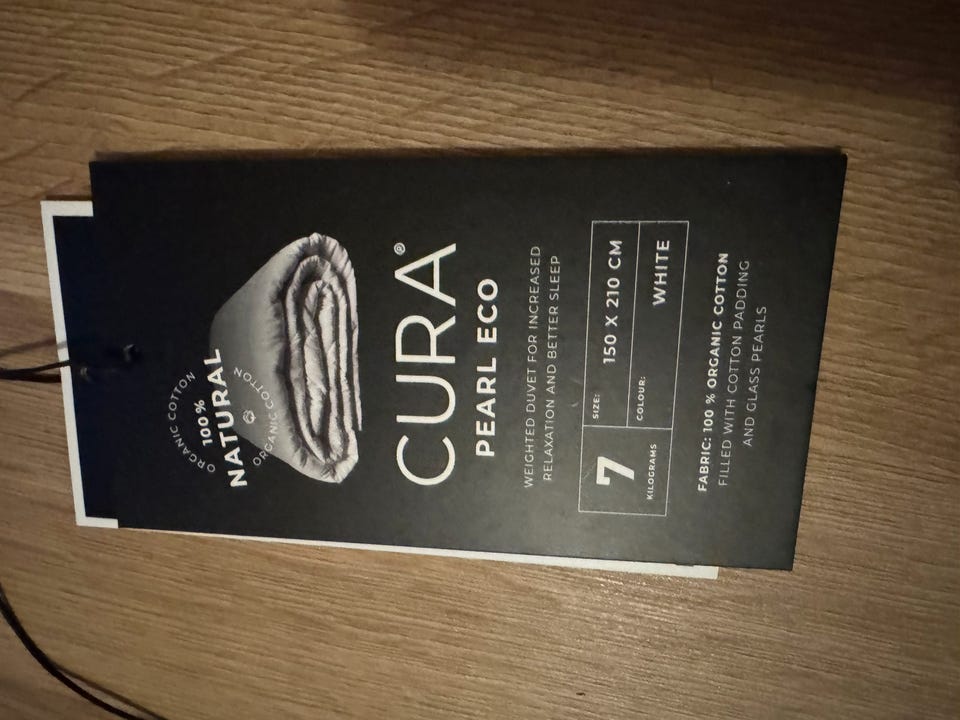 ORGANIC COTTON
100%
NATURAL
ORGANIC COTTON
CURA®
PEARL ECO
WEIGHTED DUVET FOR INCREASED
RELAXATION AND BETTER SLEEP
7
KILOGRAMS
SIZE:
150 X 210 CM
COLOUR:
WHITE
FABRIC: 100 % ORGANIC COTTON
FILLED WITH COTTON PADDING
AND GLASS PEARLS